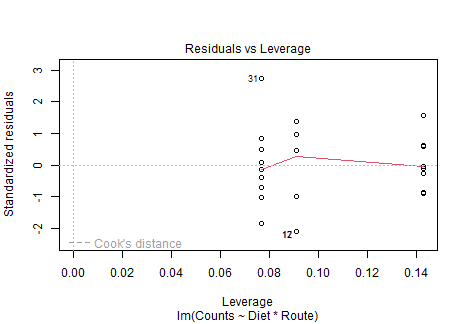 Residuals vs Leverage
Standardized residuals
3
2
1
0
-1
-2
31
12
Cook's distance
0.00 0.02 0.04 0.06 0.08 0.10 0.12 0.14
Leverage
lm(Counts ~ Diet * Route)